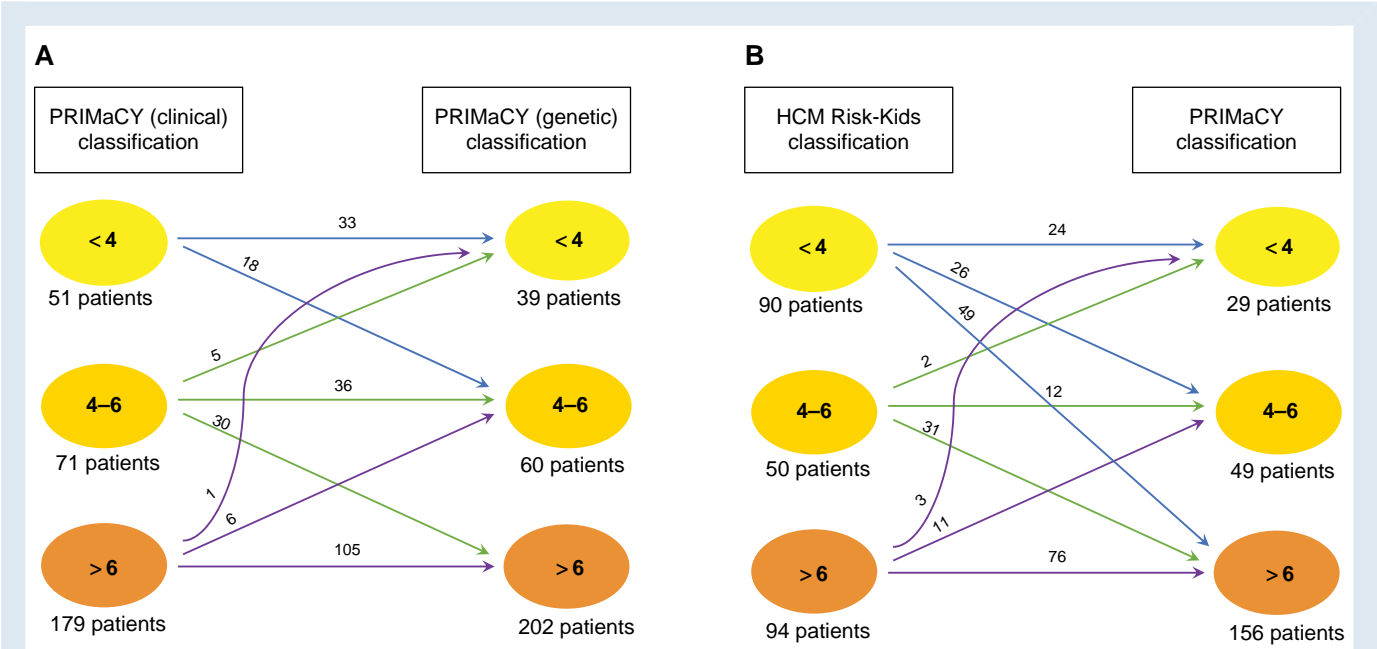 A
PRIMaCY (clinical)
classification
PRIMaCY (genetic)
classification
< 4
51 patients
33
18
< 4
39 patients
4–6
71 patients
5
36
30
4–6
60 patients
> 6
179 patients
1
6
105
> 6
202 patients
B
HCM Risk-Kids
classification
PRIMaCY
classification
< 4
90 patients
24
26
49
< 4
29 patients
4–6
50 patients
2
12
31
4–6
49 patients
> 6
94 patients
3
11
76
> 6
156 patients